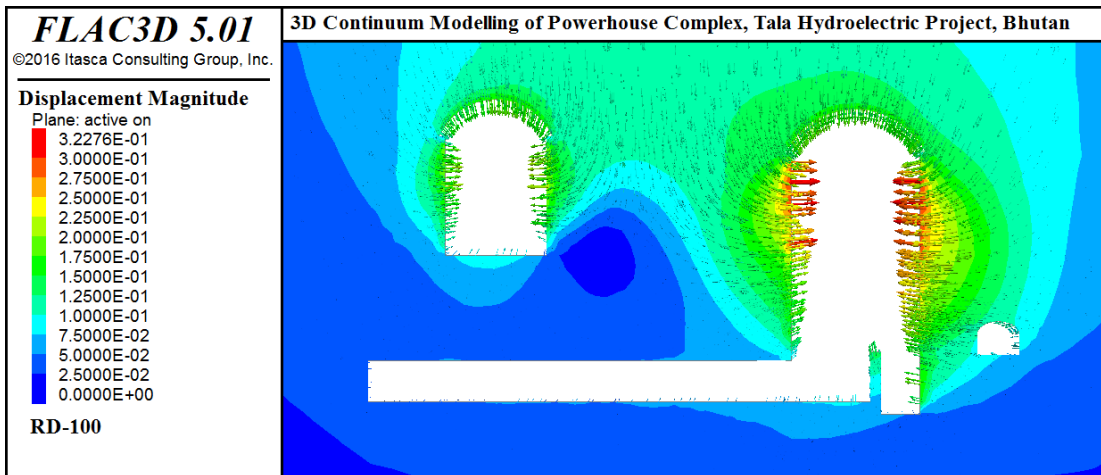 FLAC3D 5.01
©2016 Itasca Consulting Group, Inc.
Displacement Magnitude
Plane: active on
3.2276E-01
3.0000E-01
2.7500E-01
2.5000E-01
2.2500E-01
2.0000E-01
1.7500E-01
1.5000E-01
1.2500E-01
7.5000E-02
5.0000E-02
2.5000E-02
0.0000E+00
RD-100
3D Continuum Modelling of Powerhouse Complex, Tala Hydroelectric Project, Bhutan